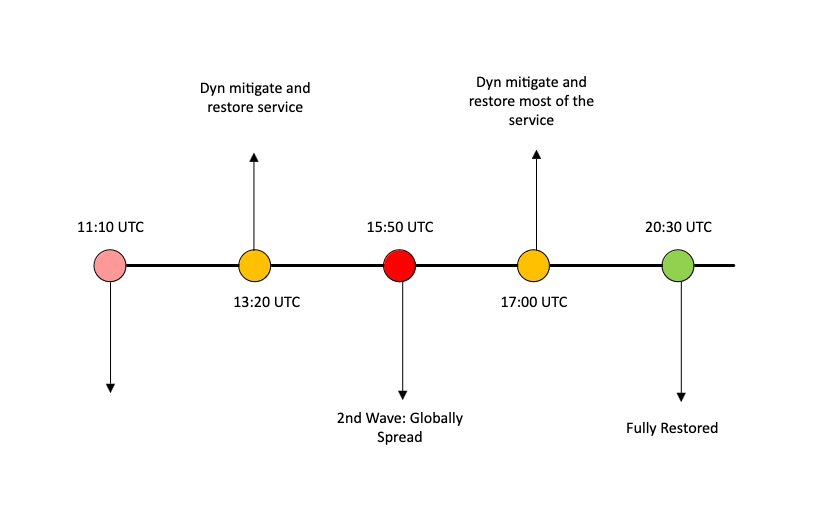 Dyn mitigate and
restore service
Dyn mitigate and
restore most of the
service
11:10 UTC
15:50 UTC
20:30 UTC
13:20 UTC
17:00 UTC
2nd Wave: Globally
Spread
Fully Restored